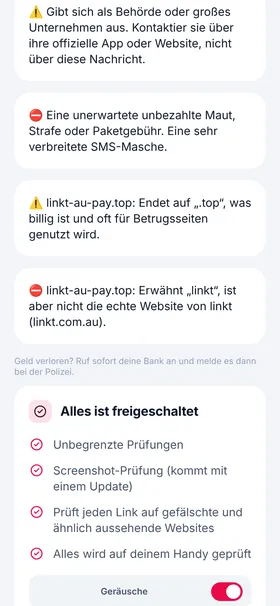 ⚠️ Gibt sich als Behörde oder großes
Unternehmen aus. Kontaktier sie über
ihre offizielle App oder Website, nicht
über diese Nachricht.
⛔ Eine unerwartete unbezahlte Maut,
Strafe oder Paketgebühr. Eine sehr
verbreitete SMS-Masche.
⚠️ linkt-au-pay.top: Endet auf „.top“, was
billig ist und oft für Betrugsseiten
genutzt wird.
⛔ linkt-au-pay.top: Erwähnt „linkt“, ist
aber nicht die echte Website von linkt
(linkt.com.au).
Geld verloren? Ruf sofort deine Bank an und melde es dann
bei der Polizei.
Alles ist freigeschaltet
Unbegrenzte Prüfungen
Screenshot-Prüfung (kommt mit
einem Update)
Prüft jeden Link auf gefälschte und
ähnlich aussehende Websites
Alles wird auf deinem Handy geprüft
Geräusche